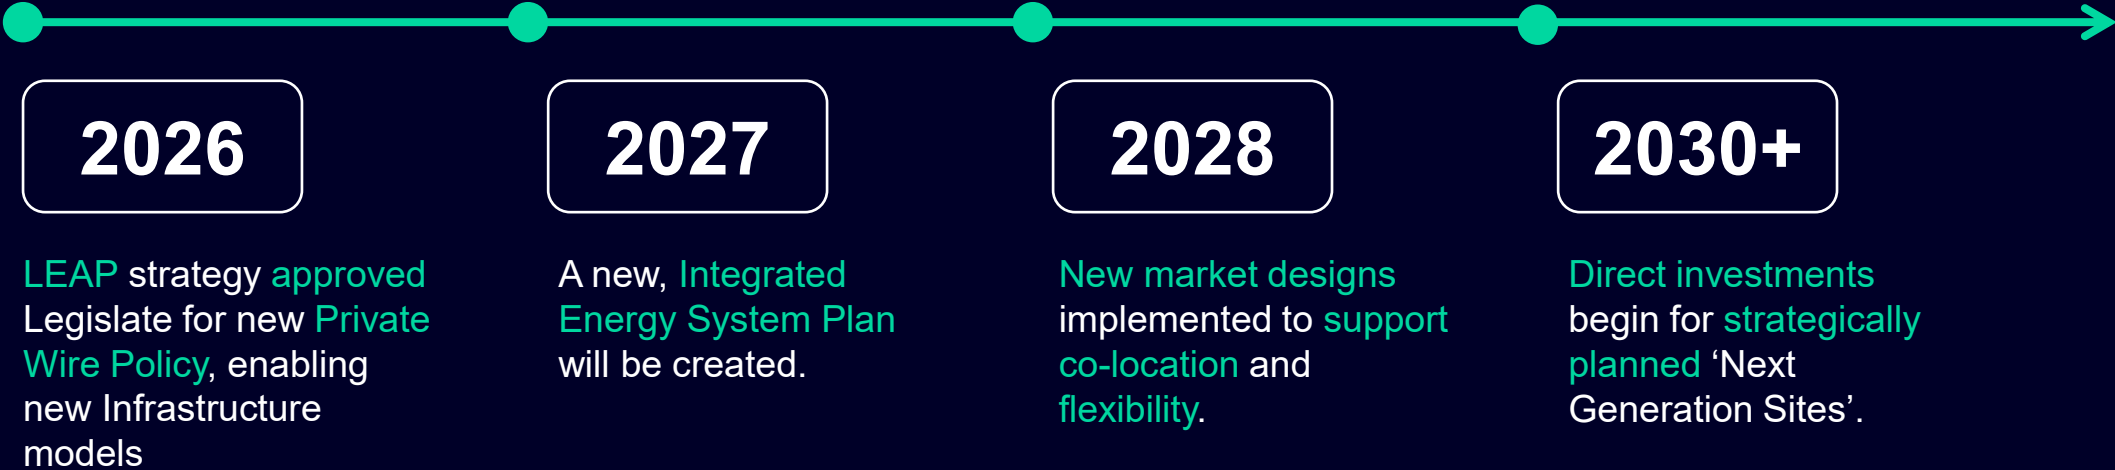 2026
LEAP strategy approved
Legislate for new Private
Wire Policy, enabling
new Infrastructure
models
2027
A new, Integrated
Energy System Plan
will be created.
2028
New market designs
implemented to support
co-location and
flexibility.
2030+
Direct investments
begin for strategically
planned ‘Next
Generation Sites’.